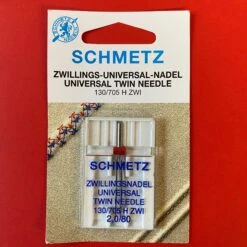 SCHMETZ
ZWILLINGS-UNIVERSAL-NADEL
UNIVERSAL TWIN NEEDLE
130/705 H ZWI
SCHMETZ
ZWILLINGSNADEL
UNIVERSAL
TWIN NEEDLE
130/705 H ZWI
2,0/80